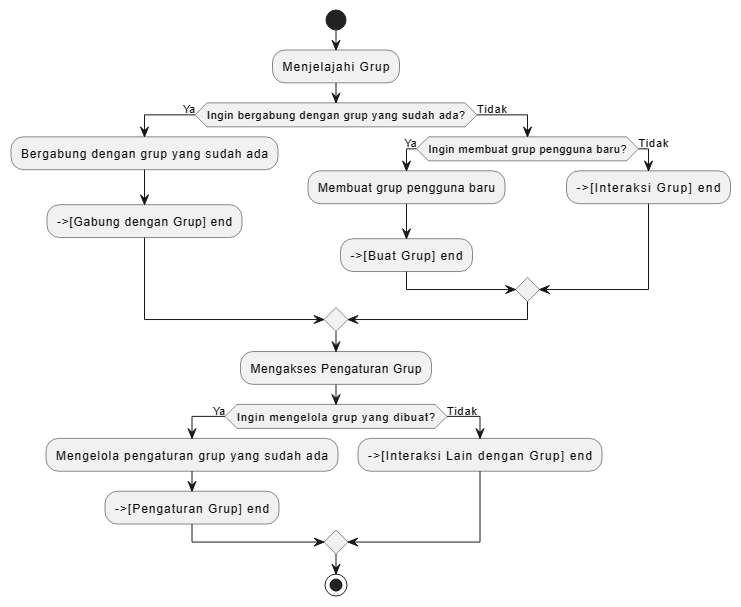 Menjelajahi Grup
Ya
Ingin bergabung dengan grup yang sudah ada?
Tidak
Bergabung dengan grup yang sudah ada
->[Gabung dengan Grup] end
Ya
Ingin membuat grup pengguna baru?
Tidak
Membuat grup pengguna baru
->[Buat Grup] end
->[Interaksi Grup] end
Mengakses Pengaturan Grup
Ya
Ingin mengelola grup yang dibuat?
Tidak
Mengelola pengaturan grup yang sudah ada
->[Pengaturan Grup] end
->[Interaksi Lain dengan Grup] end